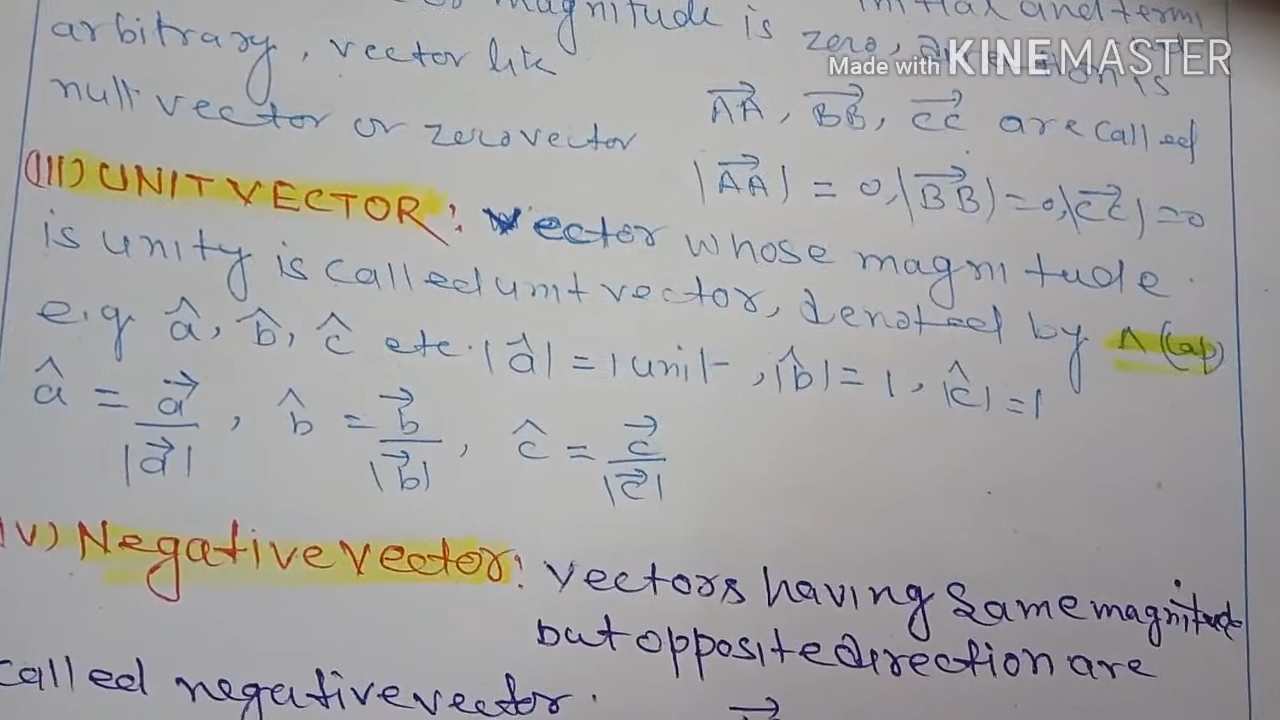 magnitude is zero,
arbitrary, vector like
Made with KINEMASTER
null vector or zero vector
→AA, →BB, →CC are called
|→AA| = 0, |→BB| = 0, |→CC| = 0
(III) UNIT VECTOR: Vector whose magnitude
is unity is called unit vector, denoted by ^ (cap)
e.g â, b̂, ĉ etc. |â| = 1 unit, |b̂| = 1, |ĉ| = 1
â = →a/|→a|, b̂ = →b/|→b|, ĉ = →c/|→c|
IV) Negative vector: vectors having same magnitude
but opposite direction are
called negative vector.